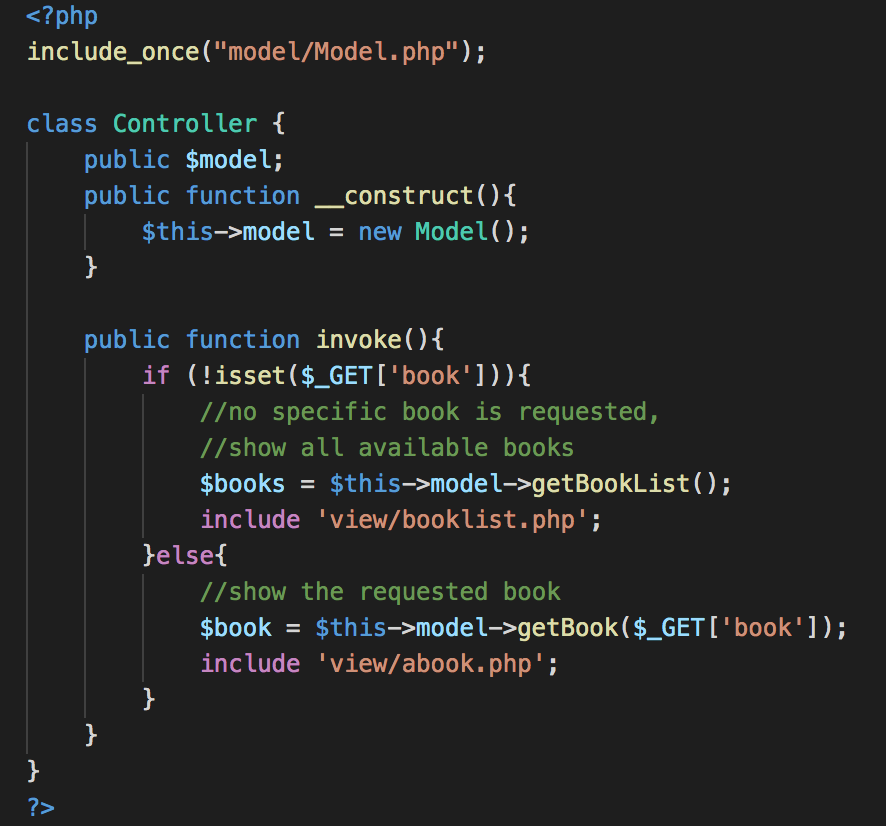 <?php
include_once("model/Model.php");

class Controller {
    public $model;
    public function __construct(){
        $this->model = new Model();
    }

    public function invoke(){
        if (!isset($_GET['book'])){
            //no specific book is requested,
            //show all available books
            $books = $this->model->getBookList();
            include 'view/booklist.php';
        }else{
            //show the requested book
            $book = $this->model->getBook($_GET['book']);
            include 'view/abook.php';
        }
    }
}
?>